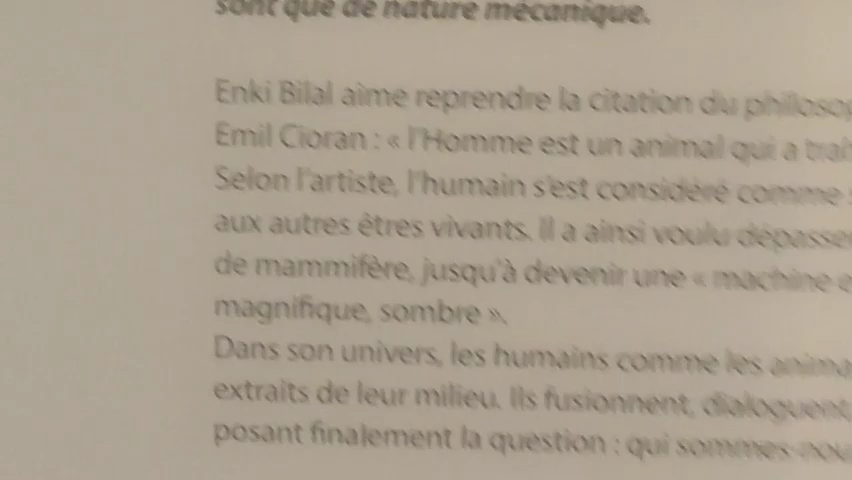 sont que de nature mécanique.
Enki Bilal aime reprendre la citation du
Emil Cioran : « l'Homme est un animal qui a
Selon l'artiste, l'humain s'est considéré comme
aux autres êtres vivants. Il a ainsi voulu
de mammifère, jusqu'à devenir une « machine
magnifique, sombre ».
Dans son univers, les humains comme les
extraits de leur milieu. Ils fusionnent, dialoguent,
posant finalement la question : qui